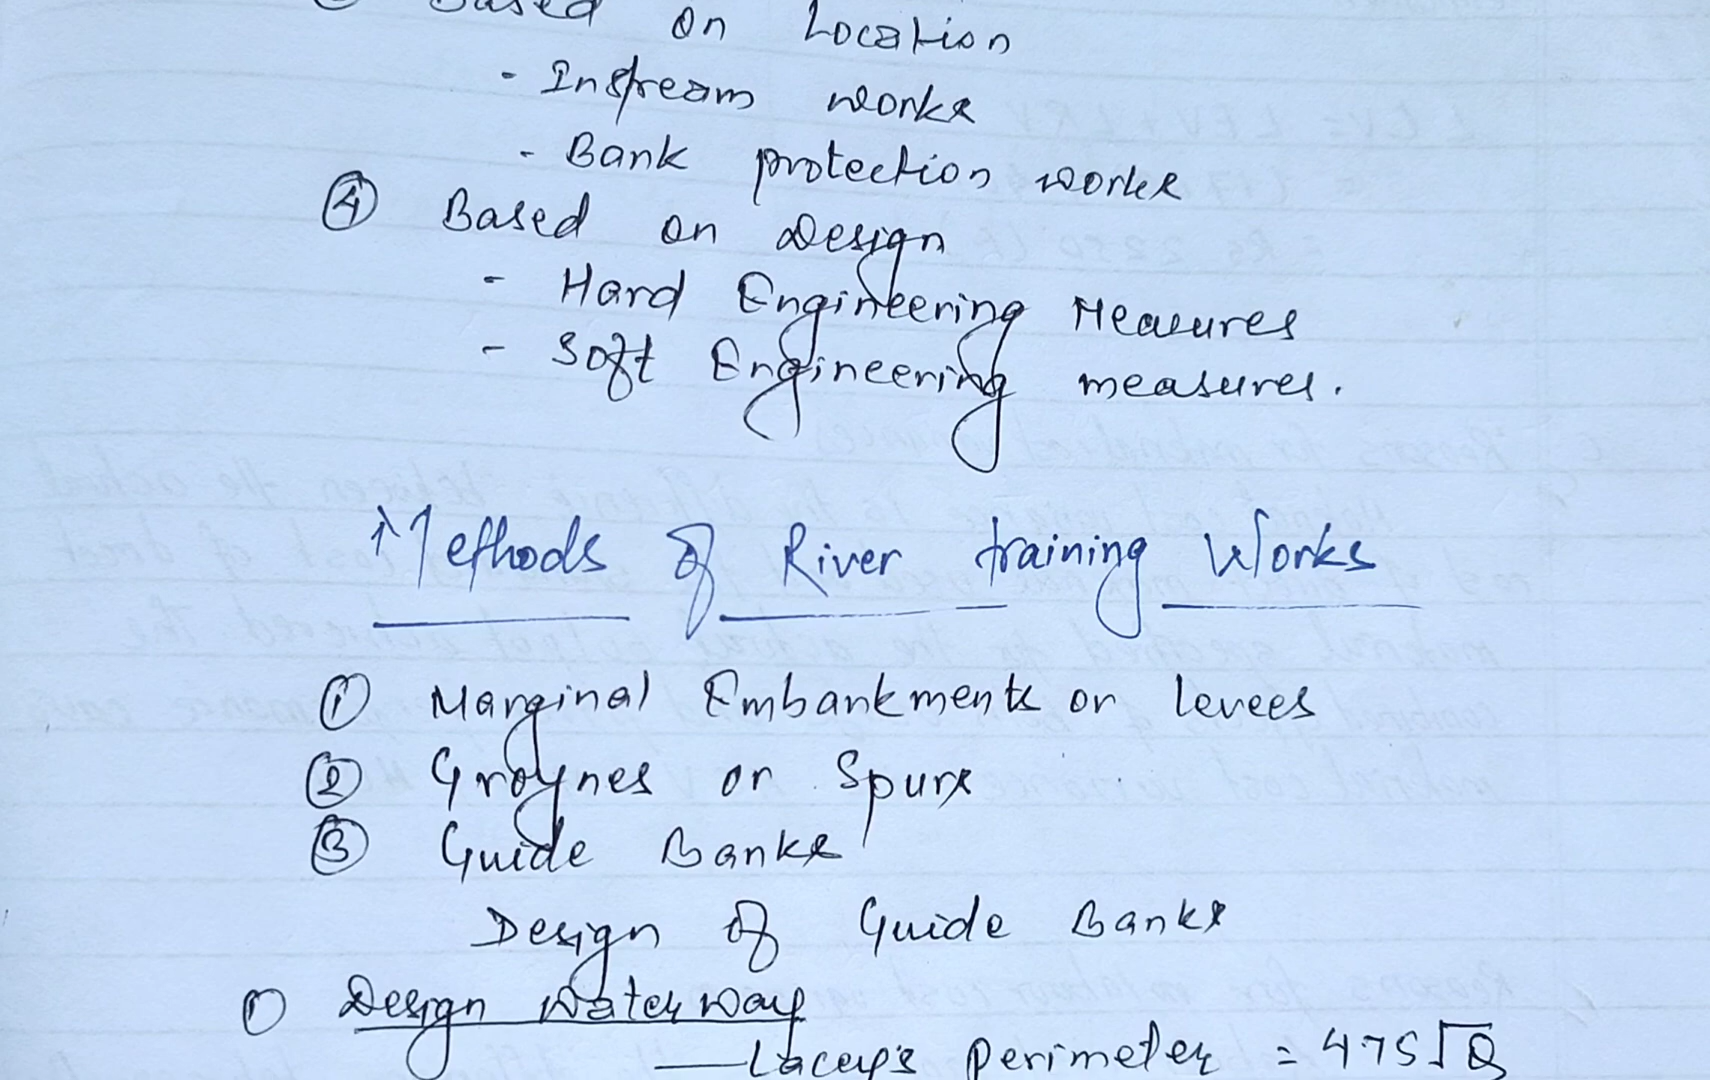 Based on Location
- Instream works
- Bank protection works
④ Based on Design
- Hard Engineering Measures
- Soft Engineering measures.
Methods of River training Works
① Marginal Embankments or levees
② Groynes or Spurs
③ Guide Banks
Design of Guide Banks
① Design Waterway
— Lacey's Perimeter = 475√Q